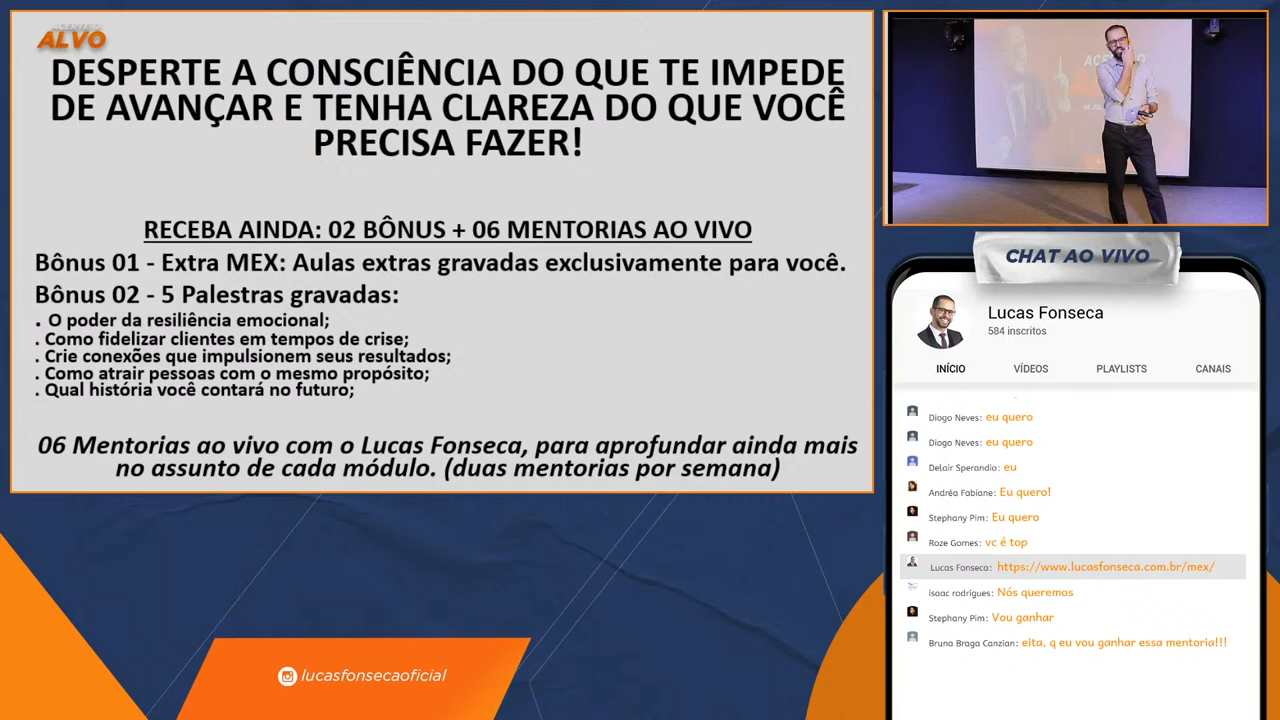 ACERTE O
ALVO
DESPERTE A CONSCIÊNCIA DO QUE TE IMPEDE
DE AVANÇAR E TENHA CLAREZA DO QUE VOCÊ
PRECISA FAZER!
RECEBA AINDA: 02 BÔNUS + 06 MENTORIAS AO VIVO
Bônus 01 - Extra MEX: Aulas extras gravadas exclusivamente para você.
Bônus 02 - 5 Palestras gravadas:
. O poder da resiliência emocional;
. Como fidelizar clientes em tempos de crise;
. Crie conexões que impulsionem seus resultados;
. Como atrair pessoas com o mesmo propósito;
. Qual história você contará no futuro;
06 Mentorias ao vivo com o Lucas Fonseca, para aprofundar ainda mais
no assunto de cada módulo. (duas mentorias por semana)
lucasfonsecaoficial
CHAT AO VIVO
Lucas Fonseca
584 inscritos
INÍCIO VÍDEOS PLAYLISTS CANAIS
Diogo Neves: eu quero
Diogo Neves: eu quero
Delair Sperandio: eu
Andréa Fabiane: Eu quero!
Stephany Pim: Eu quero
Roze Gomes: vc é top
Lucas Fonseca: https://www.lucasfonseca.com.br/mex/
isaac rodrigues: Nós queremos
Stephany Pim: Vou ganhar
Bruna Braga Canzian: eita, q eu vou ganhar essa mentoria!!!